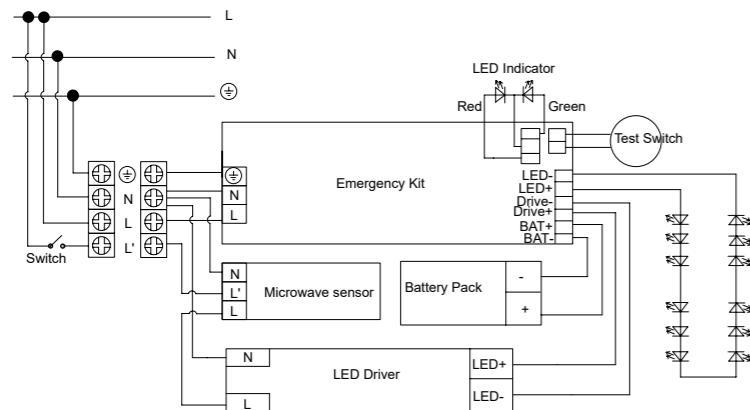 L
N
LED Indicator
Red
Green
Test Switch
Emergency Kit
N
L
LED-
LED+
Drive-
Drive+
BAT+
BAT-
N
L
L'
Switch
N
L'
L
Microwave sensor
Battery Pack
-
+
N
L
LED Driver
LED+
LED-